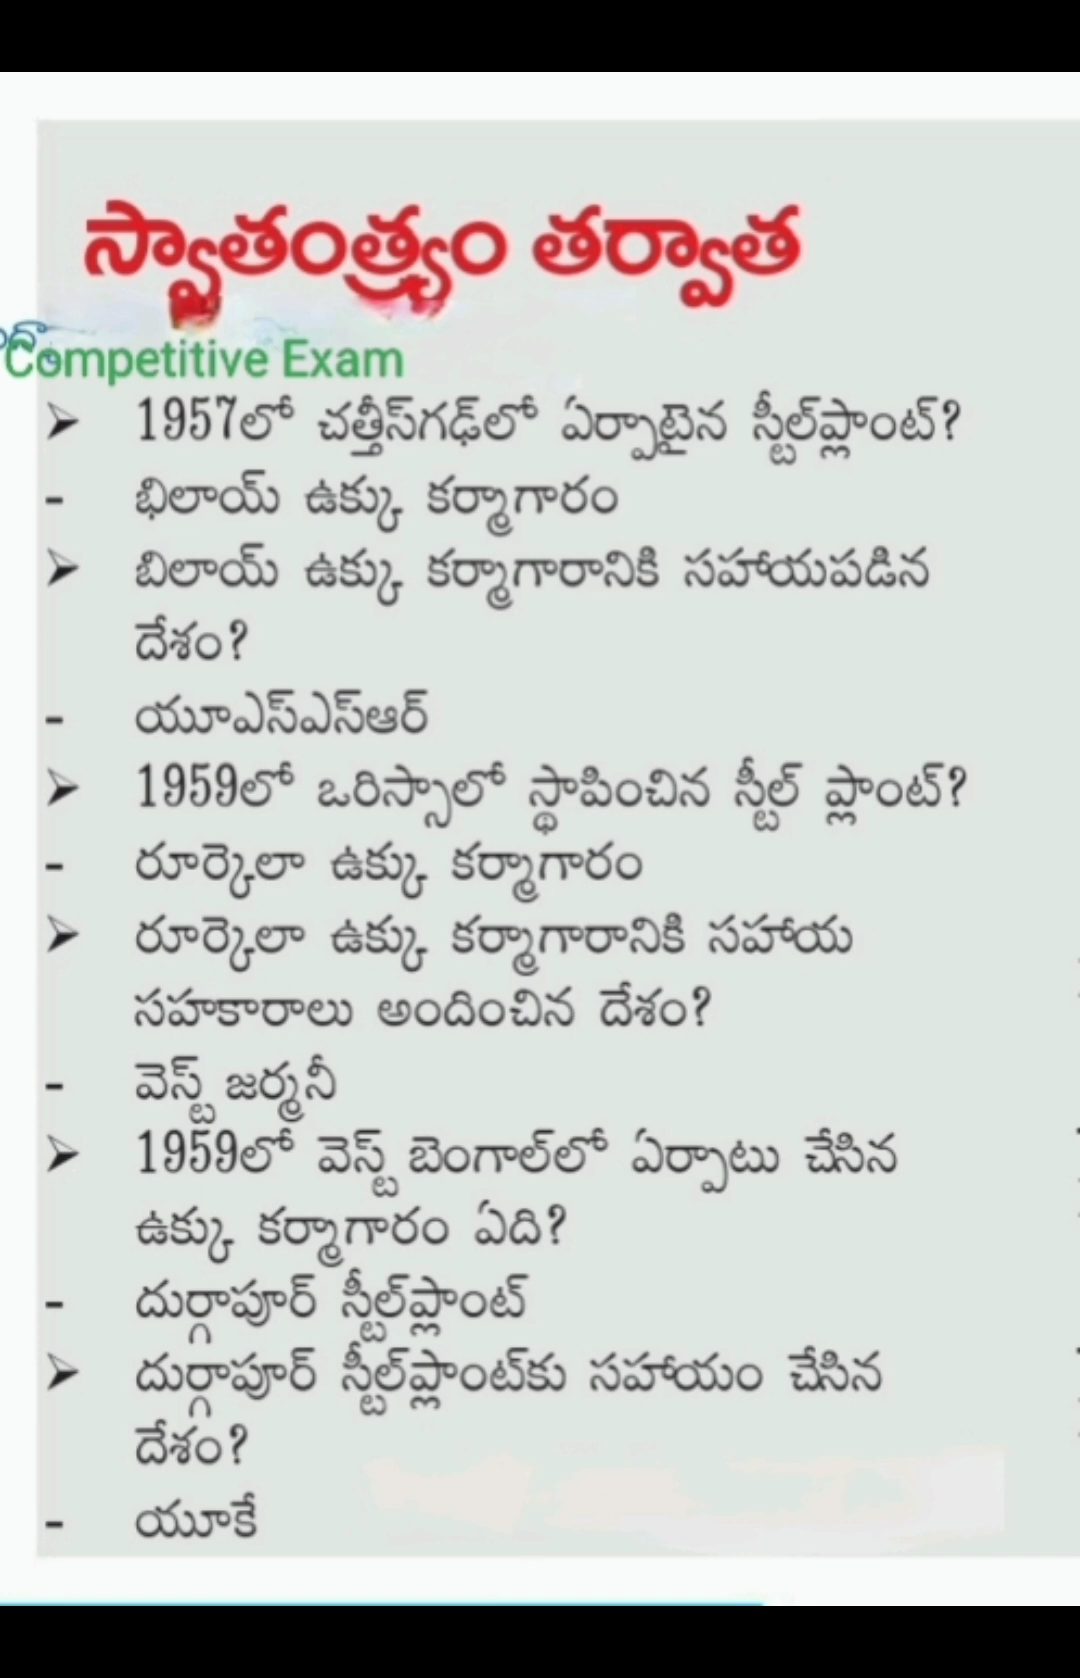 స్వాతంత్ర్యం తర్వాత
Competitive Exam
➢ 1957లో చత్తీస్‌గఢ్‌లో ఏర్పాటైన స్టీల్‌ప్లాంట్?
- భిలాయ్ ఉక్కు కర్మాగారం
➢ బిలాయ్ ఉక్కు కర్మాగారానికి సహాయపడిన
దేశం?
- యూఎస్ఎస్ఆర్
➢ 1959లో ఒరిస్సాలో స్థాపించిన స్టీల్ ప్లాంట్?
- రూర్కెలా ఉక్కు కర్మాగారం
➢ రూర్కెలా ఉక్కు కర్మాగారానికి సహాయ
సహకారాలు అందించిన దేశం?
- వెస్ట్ జర్మనీ
➢ 1959లో వెస్ట్ బెంగాల్‌లో ఏర్పాటు చేసిన
ఉక్కు కర్మాగారం ఏది?
- దుర్గాపూర్ స్టీల్‌ప్లాంట్
➢ దుర్గాపూర్ స్టీల్‌ప్లాంట్‌కు సహాయం చేసిన
దేశం?
- యూకే